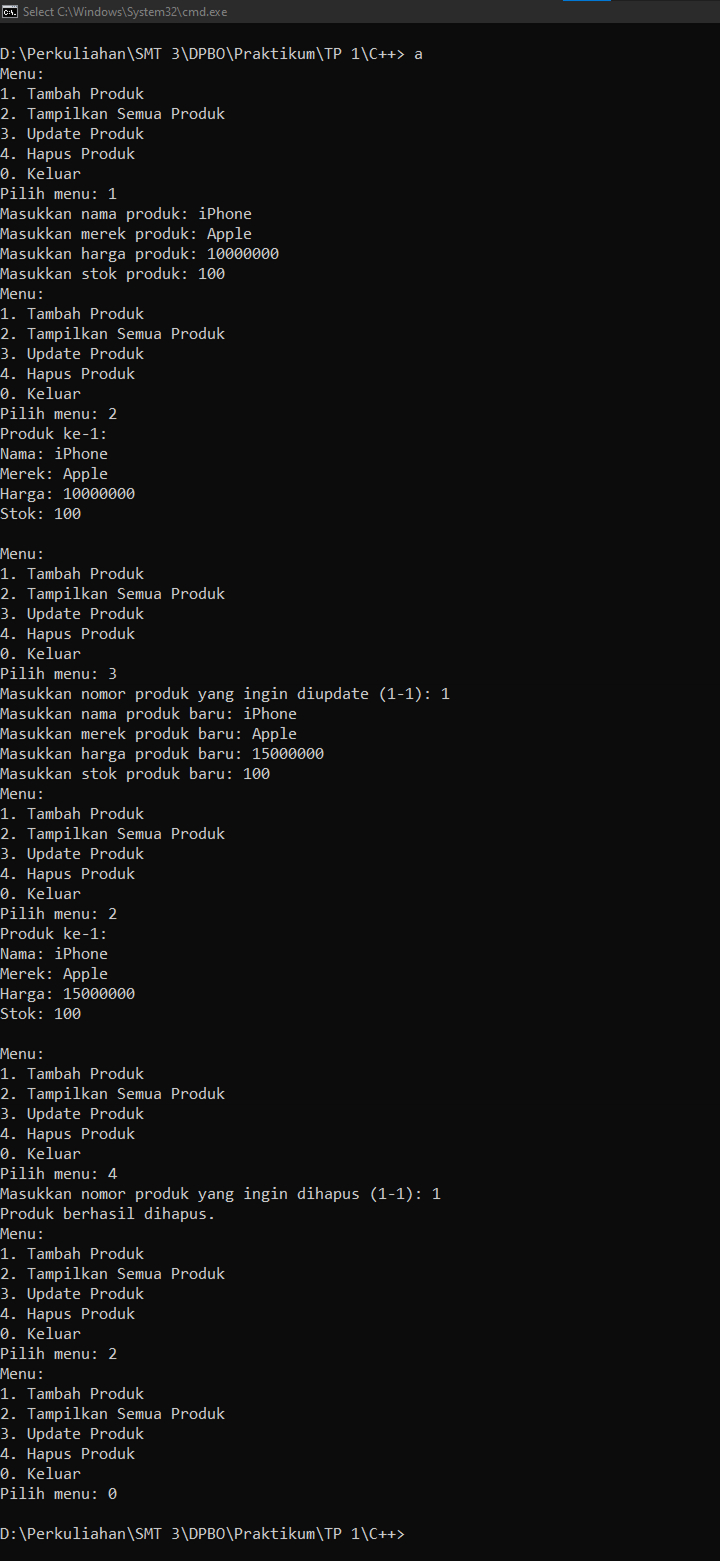 Select C:\Windows\System32\cmd.exe
D:\Perkuliahan\SMT 3\DPBO\Praktikum\TP 1\C++> a
Menu:
1. Tambah Produk
2. Tampilkan Semua Produk
3. Update Produk
4. Hapus Produk
0. Keluar
Pilih menu: 1
Masukkan nama produk: iPhone
Masukkan merek produk: Apple
Masukkan harga produk: 10000000
Masukkan stok produk: 100
Menu:
1. Tambah Produk
2. Tampilkan Semua Produk
3. Update Produk
4. Hapus Produk
0. Keluar
Pilih menu: 2
Produk ke-1:
Nama: iPhone
Merek: Apple
Harga: 10000000
Stok: 100
Menu:
1. Tambah Produk
2. Tampilkan Semua Produk
3. Update Produk
4. Hapus Produk
0. Keluar
Pilih menu: 3
Masukkan nomor produk yang ingin diupdate (1-1): 1
Masukkan nama produk baru: iPhone
Masukkan merek produk baru: Apple
Masukkan harga produk baru: 15000000
Masukkan stok produk baru: 100
Menu:
1. Tambah Produk
2. Tampilkan Semua Produk
3. Update Produk
4. Hapus Produk
0. Keluar
Pilih menu: 2
Produk ke-1:
Nama: iPhone
Merek: Apple
Harga: 15000000
Stok: 100
Menu:
1. Tambah Produk
2. Tampilkan Semua Produk
3. Update Produk
4. Hapus Produk
0. Keluar
Pilih menu: 4
Masukkan nomor produk yang ingin dihapus (1-1): 1
Produk berhasil dihapus.
Menu:
1. Tambah Produk
2. Tampilkan Semua Produk
3. Update Produk
4. Hapus Produk
0. Keluar
Pilih menu: 2
Menu:
1. Tambah Produk
2. Tampilkan Semua Produk
3. Update Produk
4. Hapus Produk
0. Keluar
Pilih menu: 0
D:\Perkuliahan\SMT 3\DPBO\Praktikum\TP 1\C++>